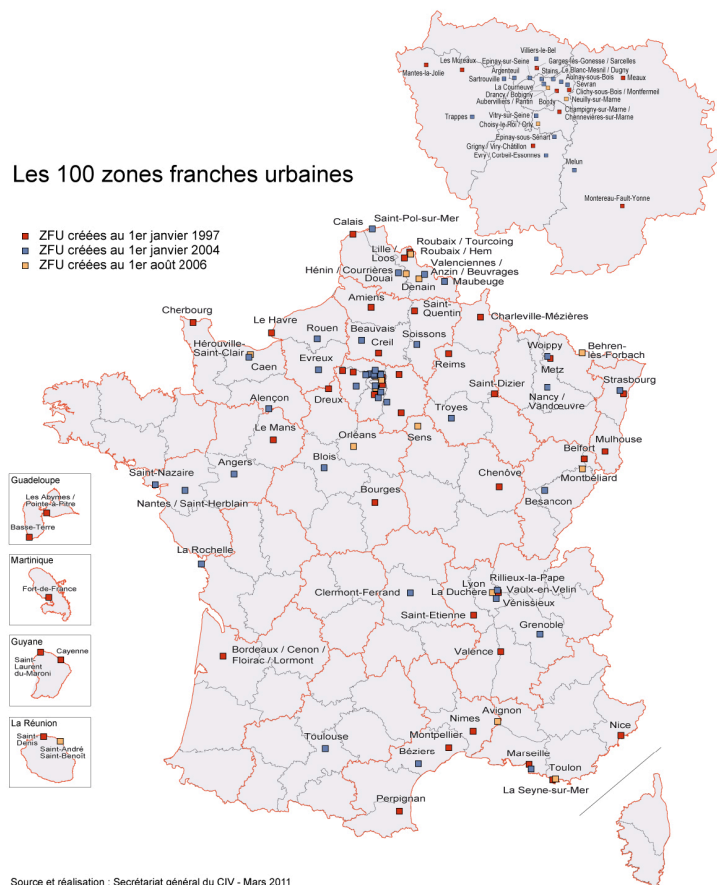 Les 100 zones franches urbaines
ZFU créées au 1er janvier 1997
ZFU créées au 1er janvier 2004
ZFU créées au 1er août 2006
Villiers-le-Bel
Les Mureaux
Epinay-sur-Seine
Garges-lès-Gonesse / Sarcelles
Mantes-la-Jolie
Argenteuil
Stains
Le Blanc-Mesnil / Dugny
Sartrouville
Aulnay-sous-Bois
Meaux
La Courneuve
Sevran
Drancy / Bobigny
Clichy-sous-Bois / Montfermeil
Aubervilliers / Pantin
Bondy
Neuilly-sur-Marne
Champigny-sur-Marne /
Chennevières-sur-Marne
Trappes
Vitry-sur-Seine
Choisy-le-Roi / Orly
Epinay-sous-Sénart
Grigny / Viry-Châtillon
Evry / Corbeil-Essonnes
Melun
Montereau-Fault-Yonne
Calais
Saint-Pol-sur-Mer
Lille /
Loos
Roubaix / Tourcoing
Roubaix / Hem
Hénin / Courrières
Douai
Valenciennes /
Anzin / Beuvrages
Denain
Maubeuge
Cherbourg
Le Havre
Amiens
Saint-
Quentin
Charleville-Mézières
Rouen
Beauvais
Soissons
Hérouville-
Saint-Clair
Creil
Caen
Evreux
Reims
Woippy
Metz
Behren-
lès-Forbach
Strasbourg
Alençon
Dreux
Saint-Dizier
Nancy /
Vandœuvre
Troyes
Le Mans
Orléans
Sens
Mulhouse
Belfort
Montbéliard
Saint-Nazaire
Angers
Blois
Chenôve
Nantes / Saint-Herblain
Bourges
Besançon
La Rochelle
Clermont-Ferrand
Lyon
La Duchère
Rillieux-la-Pape
Vaulx-en-Velin
Vénissieux
Saint-Etienne
Grenoble
Bordeaux / Cenon /
Floirac / Lormont
Valence
Avignon
Nimes
Nice
Toulouse
Montpellier
Béziers
Marseille
Toulon
La Seyne-sur-Mer
Perpignan
Guadeloupe
Les Abymes /
Pointe-à-Pitre
Basse-Terre
Martinique
Fort-de-France
Guyane
Cayenne
Saint-
Laurent
du-Maroni
La Réunion
Saint-
Denis
Saint-André
Saint-Benoît
Source et réalisation : Secrétariat général du CIV - Mars 2011